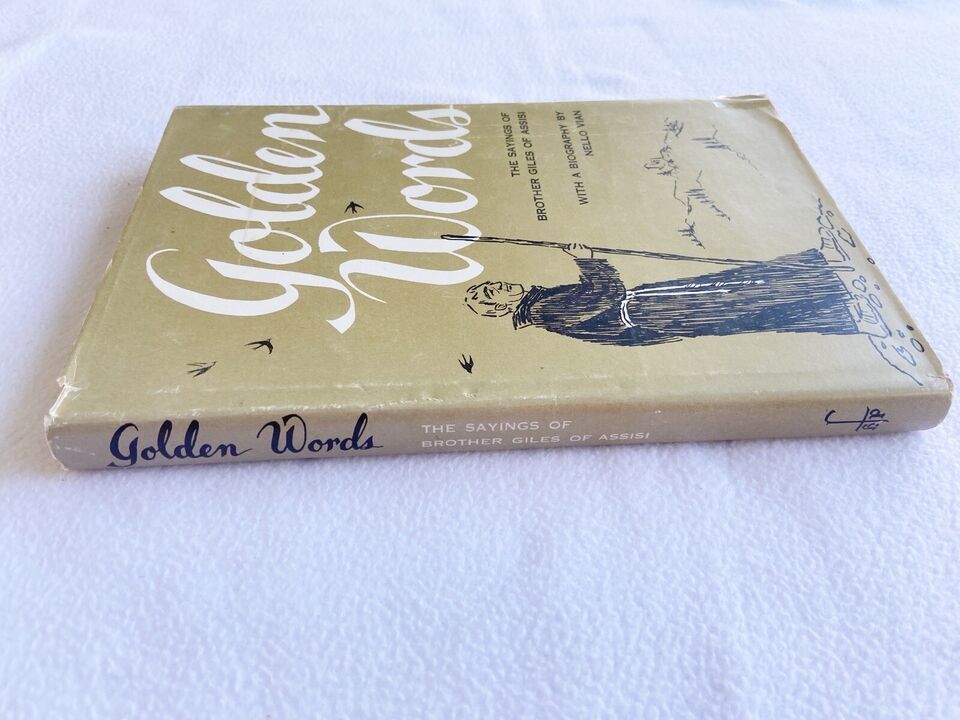 Golden
Words
THE SAYINGS OF
BROTHER GILES OF ASSISI
WITH A BIOGRAPHY BY
NELLO VIAN
Golden Words
THE SAYINGS OF
BROTHER GILES OF ASSISI